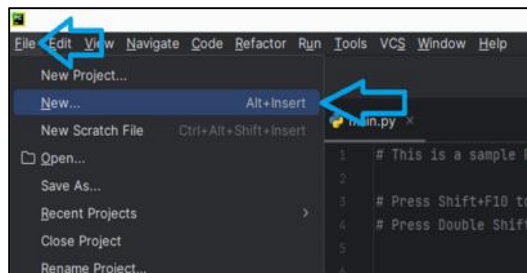 File Edit View Navigate Code Refactor Run Tools VCS Window Help
New Project...
New... Alt+Insert
main.py
New Scratch File Ctrl+Alt+Shift+Insert
1 # This is a sample
Open...
2
Save As...
3 # Press Shift+F10 to
Recent Projects
4 # Press Double Shift
Close Project
5
Rename Project...